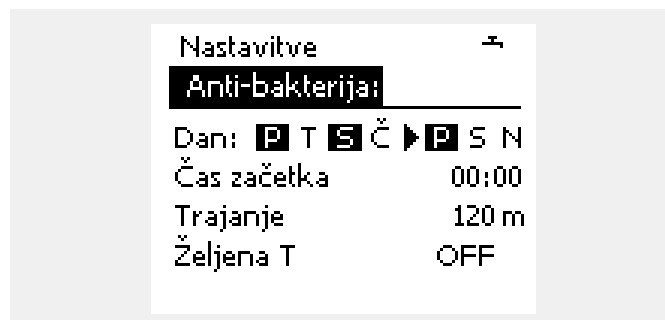 Nastavitve
Anti-bakterija:
Dan: P T S Č P S N
Čas začetka 00:00
Trajanje 120 m
Željena T OFF